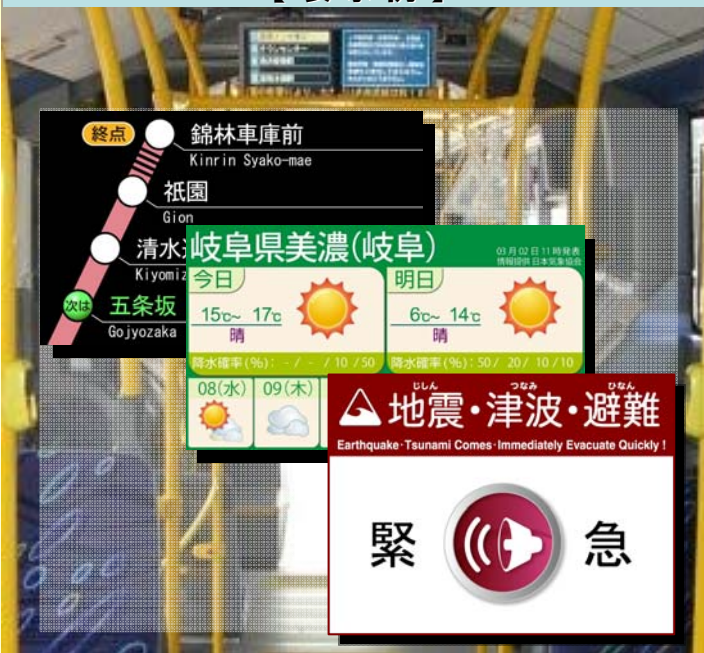 【表示例】
終点
錦林車庫前
Kinrin Syako-mae
祇園
Gion
清水
Kiyomiz
次は 五条坂
Gojyozaka
岐阜県美濃(岐阜)
03月02日11時発表
情報提供 日本気象協会
今日
15℃~ 17℃
晴
降水確率(%): - / - / 10 / 50
明日
6℃~ 14℃
晴
降水確率(%): 50 / 20 / 10 / 10
08(水) 09(木)
じしん つなみ ひなん
地震・津波・避難
Earthquake・Tsunami Comes・Immediately Evacuate Quickly !
緊 急